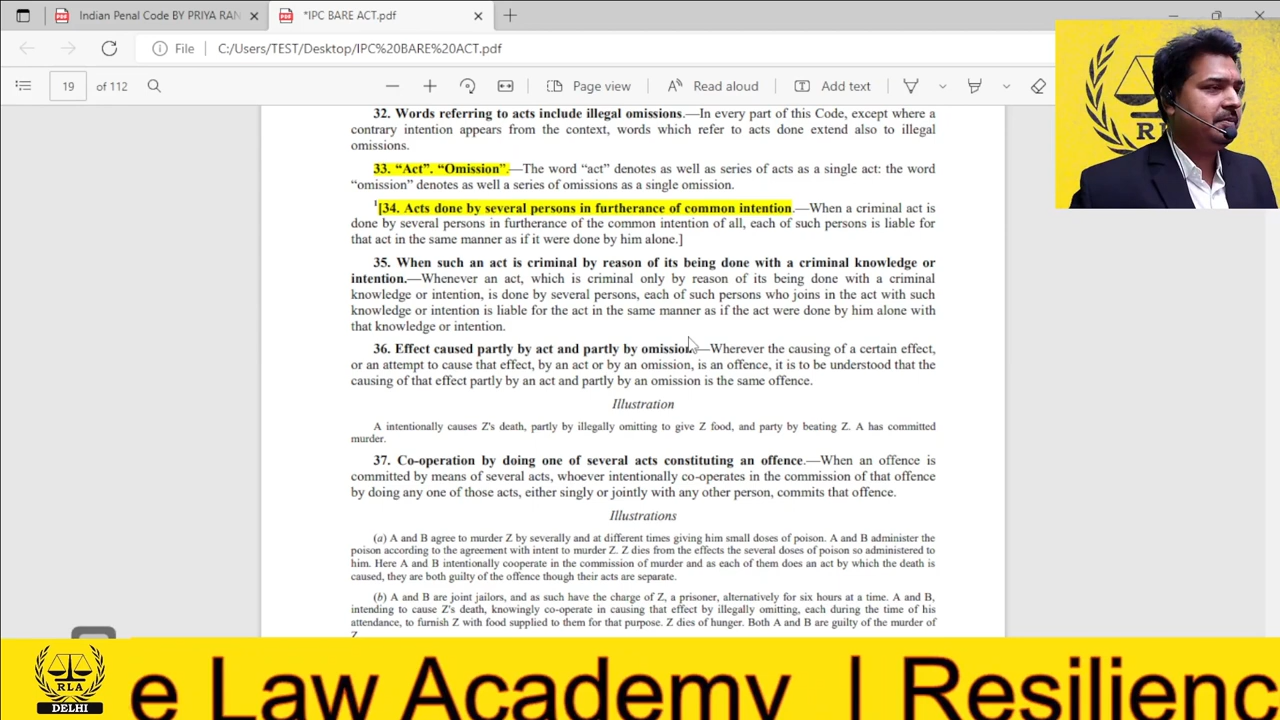 Indian Penal Code BY PRIYA RAN
*IPC BARE ACT.pdf
File
C:/Users/TEST/Desktop/IPC%20BARE%20ACT.pdf
19 of 112
Page view
Read aloud
Add text
32. Words referring to acts include illegal omissions.—In every part of this Code, except where a
contrary intention appears from the context, words which refer to acts done extend also to illegal
omissions.
33. “Act”. “Omission”.—The word “act” denotes as well as series of acts as a single act: the word
“omission” denotes as well a series of omissions as a single omission.
1[34. Acts done by several persons in furtherance of common intention.—When a criminal act is
done by several persons in furtherance of the common intention of all, each of such persons is liable for
that act in the same manner as if it were done by him alone.]
35. When such an act is criminal by reason of its being done with a criminal knowledge or
intention.—Whenever an act, which is criminal only by reason of its being done with a criminal
knowledge or intention, is done by several persons, each of such persons who joins in the act with such
knowledge or intention is liable for the act in the same manner as if the act were done by him alone with
that knowledge or intention.
36. Effect caused partly by act and partly by omission.—Wherever the causing of a certain effect,
or an attempt to cause that effect, by an act or by an omission, is an offence, it is to be understood that the
causing of that effect partly by an act and partly by an omission is the same offence.
Illustration
A intentionally causes Z's death, partly by illegally omitting to give Z food, and party by beating Z. A has committed
murder.
37. Co-operation by doing one of several acts constituting an offence.—When an offence is
committed by means of several acts, whoever intentionally co-operates in the commission of that offence
by doing any one of those acts, either singly or jointly with any other person, commits that offence.
Illustrations
(a) A and B agree to murder Z by severally and at different times giving him small doses of poison. A and B administer the
poison according to the agreement with intent to murder Z. Z dies from the effects the several doses of poison so administered to
him. Here A and B intentionally cooperate in the commission of murder and as each of them does an act by which the death is
caused, they are both guilty of the offence though their acts are separate.
(b) A and B are joint jailors, and as such have the charge of Z, a prisoner, alternatively for six hours at a time. A and B,
intending to cause Z's death, knowingly co-operate in causing that effect by illegally omitting, each during the time of his
attendance, to furnish Z with food supplied to them for that purpose. Z dies of hunger. Both A and B are guilty of the murder of
Z.
RLA
DELHI
e Law Academy | Resilienc